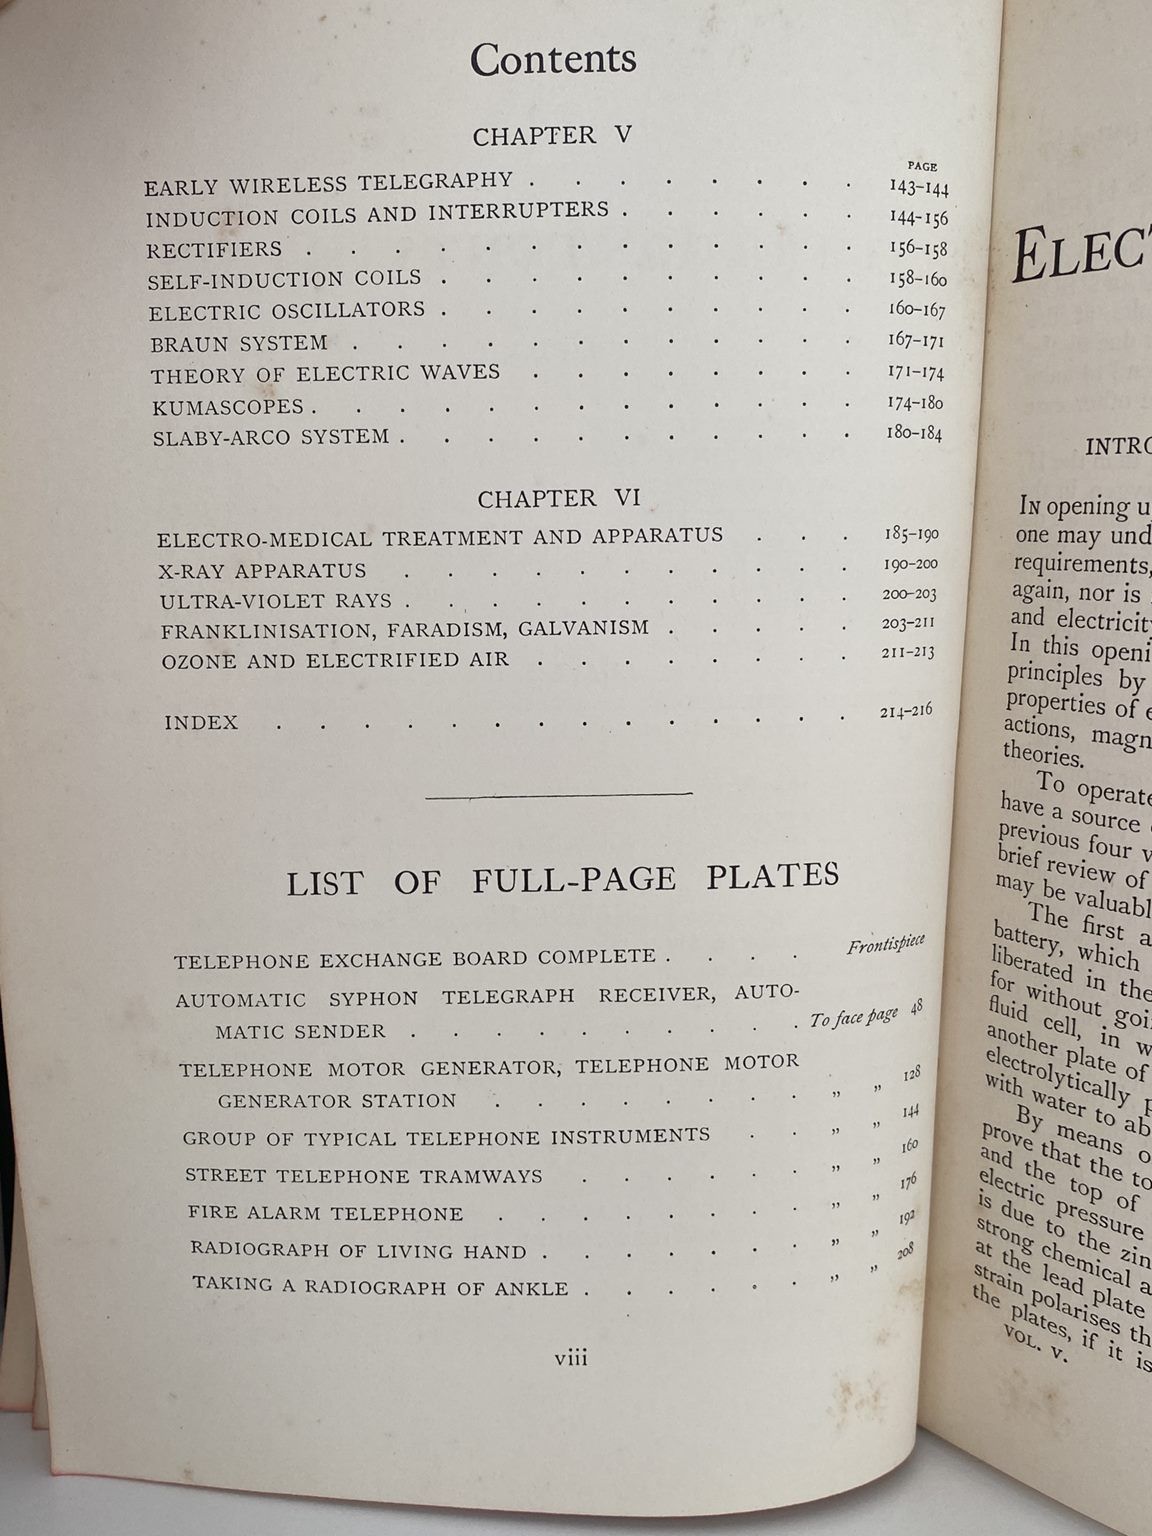 Contents
CHAPTER V
PAGE
EARLY WIRELESS TELEGRAPHY . . . . . . . . 143–144
INDUCTION COILS AND INTERRUPTERS . . . . . . 144–156
RECTIFIERS . . . . . . . . . . . . . 156–158
SELF-INDUCTION COILS . . . . . . . . . . 158–160
ELECTRIC OSCILLATORS . . . . . . . . . . 160–167
BRAUN SYSTEM . . . . . . . . . . . . 167–171
THEORY OF ELECTRIC WAVES . . . . . . . . 171–174
KUMASCOPES . . . . . . . . . . . . . 174–180
SLABY-ARCO SYSTEM . . . . . . . . . . . 180–184
CHAPTER VI
ELECTRO-MEDICAL TREATMENT AND APPARATUS . . . 185–190
X-RAY APPARATUS . . . . . . . . . . . 190–200
ULTRA-VIOLET RAYS . . . . . . . . . . . 200–203
FRANKLINISATION, FARADISM, GALVANISM . . . . . 203–211
OZONE AND ELECTRIFIED AIR . . . . . . . . 211–213
INDEX . . . . . . . . . . . . . . 214–216
LIST OF FULL-PAGE PLATES
TELEPHONE EXCHANGE BOARD COMPLETE . . . . Frontispiece
AUTOMATIC SYPHON TELEGRAPH RECEIVER, AUTO-
MATIC SENDER . . . . . . . . . . To face page 48
TELEPHONE MOTOR GENERATOR, TELEPHONE MOTOR
GENERATOR STATION . . . . . . . . ,, ,, 128
GROUP OF TYPICAL TELEPHONE INSTRUMENTS . . ,, ,, 144
STREET TELEPHONE TRAMWAYS . . . . . . ,, ,, 160
FIRE ALARM TELEPHONE . . . . . . . . ,, ,, 176
RADIOGRAPH OF LIVING HAND . . . . . . . ,, ,, 192
TAKING A RADIOGRAPH OF ANKLE . . . . . . ,, ,, 208
viii
ELECT
INTRO
IN opening u
one may und
requirements,
again, nor is
and electricity
In this openi
principles by
properties of e
actions, magn
theories.
To operate
have a source
previous four v
brief review of
may be valuabl
The first a
battery, which
liberated in the
for without goi
fluid cell, in w
another plate of
electrolytically p
with water to ab
By means o
prove that the to
and the top of
electric pressure
is due to the zin
strong chemical a
at the lead plate
strain polarises th
the plates, if it is
VOL. V.